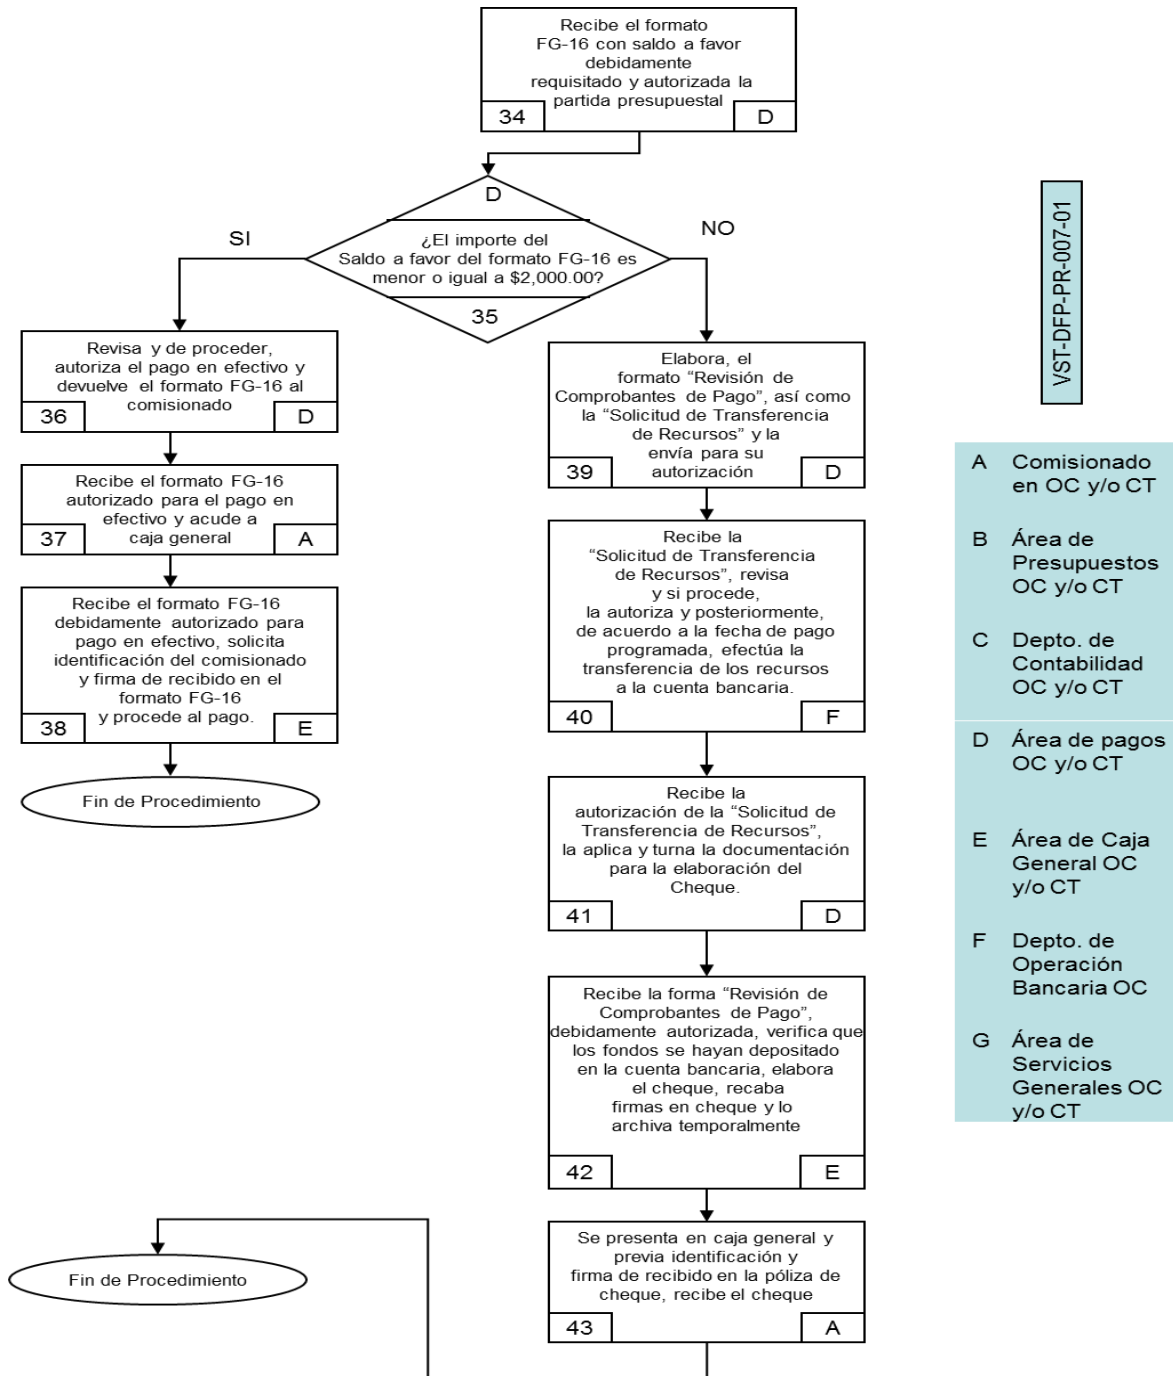 Recibe el formato
FG-16 con saldo a favor
debidamente
requisitado y autorizada la
partida presupuestal
34
D
D
¿El importe del
Saldo a favor del formato FG-16 es
menor o igual a $2,000.00?
35
SI
NO
Revisa y de proceder,
autoriza el pago en efectivo y
devuelve el formato FG-16 al
comisionado
36
D
Recibe el formato FG-16
autorizado para el pago en
efectivo y acude a
caja general
37
A
Recibe el formato FG-16
debidamente autorizado para
pago en efectivo, solicita
identificación del comisionado
y firma de recibido en el
formato FG-16
y procede al pago.
38
E
Fin de Procedimiento
Elabora, el
formato “Revisión de
Comprobantes de Pago”, así como
la “Solicitud de Transferencia
de Recursos” y la
envía para su
autorización
39
D
Recibe la
“Solicitud de Transferencia
de Recursos”, revisa
y si procede,
la autoriza y posteriormente,
de acuerdo a la fecha de pago
programada, efectúa la
transferencia de los recursos
a la cuenta bancaria.
40
F
Recibe la
autorización de la “Solicitud de
Transferencia de Recursos”,
la aplica y turna la documentación
para la elaboración del
Cheque.
41
D
Recibe la forma “Revisión de
Comprobantes de Pago”,
debidamente autorizada, verifica que
los fondos se hayan depositado
en la cuenta bancaria, elabora
el cheque, recaba
firmas en cheque y lo
archiva temporalmente
42
E
Se presenta en caja general y
previa identificación y
firma de recibido en la póliza de
cheque, recibe el cheque
43
A
Fin de Procedimiento
VST-DFP-PR-007-01
A Comisionado
en OC y/o CT
B Área de
Presupuestos
OC y/o CT
C Depto. de
Contabilidad
OC y/o CT
D Área de pagos
OC y/o CT
E Área de Caja
General OC
y/o CT
F Depto. de
Operación
Bancaria OC
G Área de
Servicios
Generales OC
y/o CT